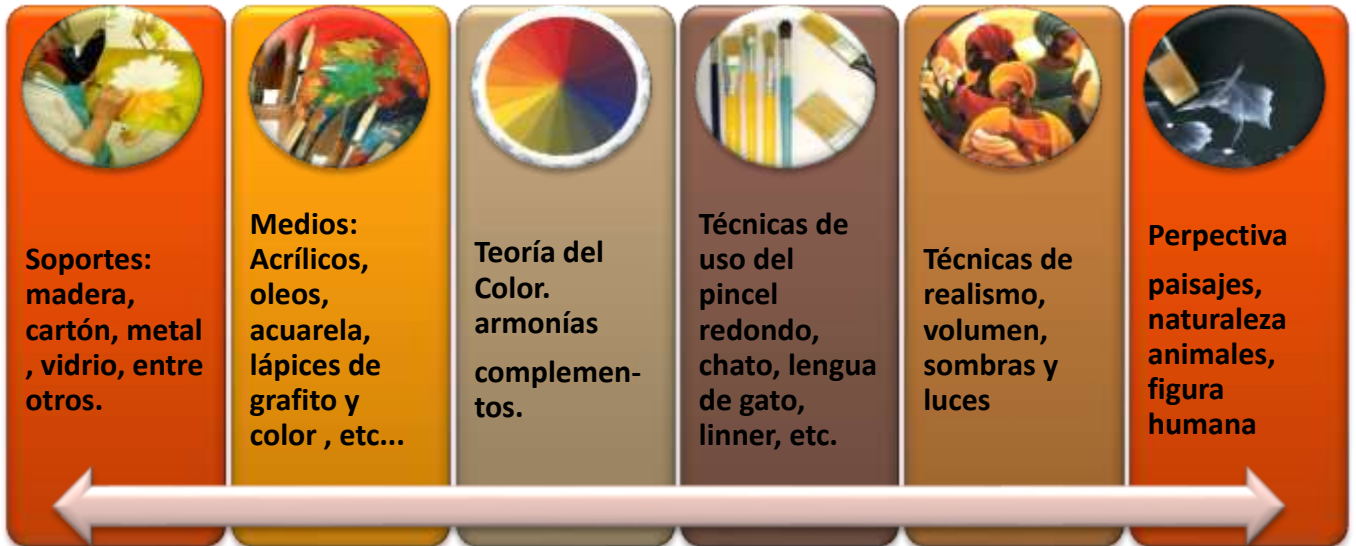 Soportes:
madera,
cartón, metal
, vidrio, entre
otros.
Medios:
Acrílicos,
oleos,
acuarela,
lápices de
grafito y
color , etc...
Teoría del
Color.
armonías
complemen-
tos.
Técnicas de
uso del
pincel
redondo,
chato, lengua
de gato,
linner, etc.
Técnicas de
realismo,
volumen,
sombras y
luces
Perpectiva
paisajes,
naturaleza
animales,
figura
humana